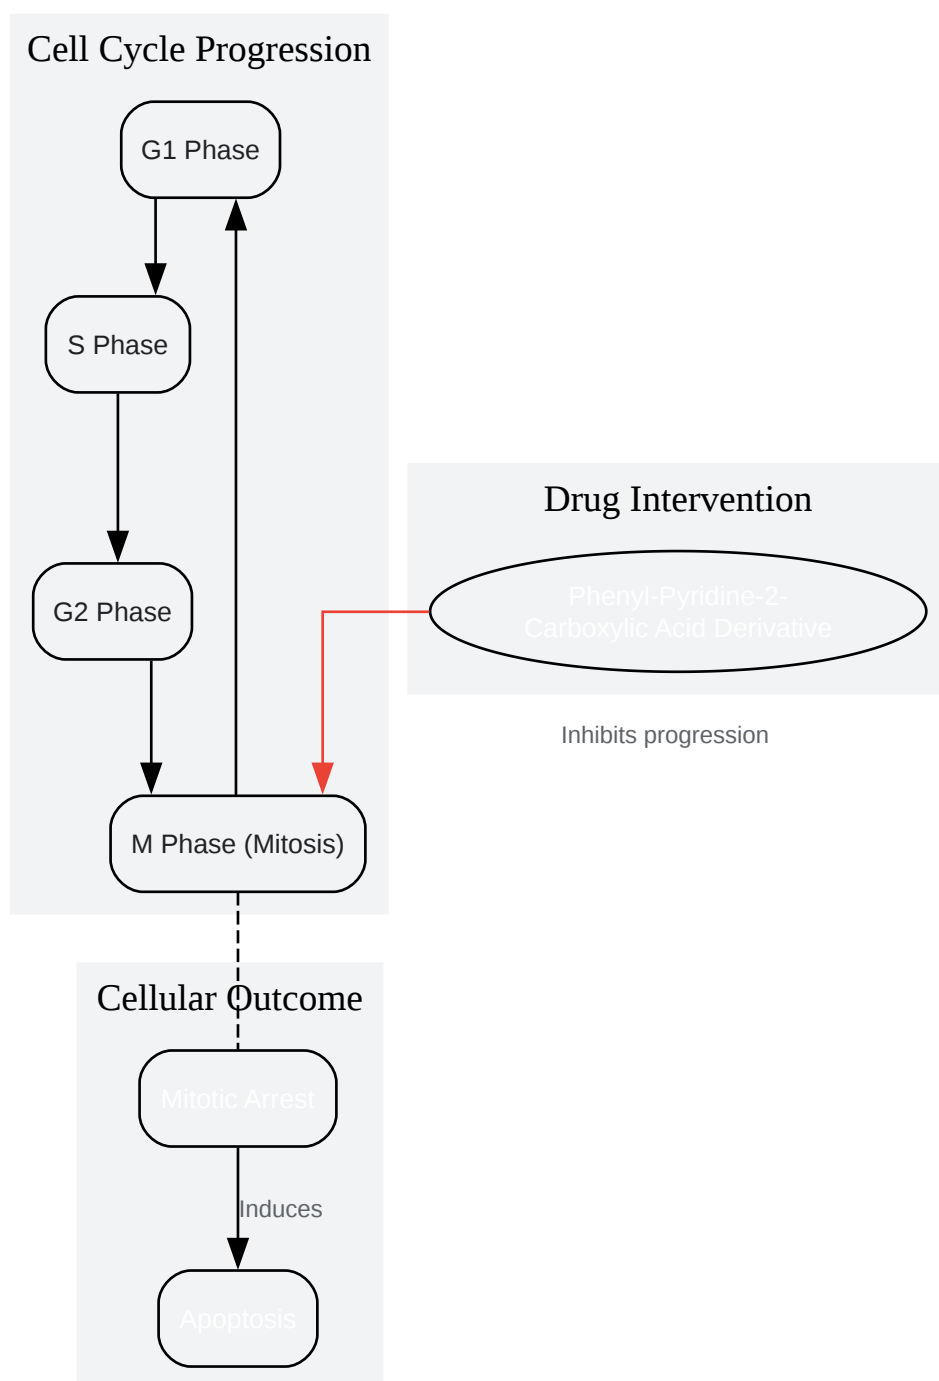 Cell Cycle Progression
G1 Phase
S Phase
G2 Phase
M Phase (Mitosis)
Drug Intervention
Phenyl-Pyridine-2-
Carboxylic Acid Derivative
Inhibits progression
Cellular Outcome
Mitotic Arrest
Induces
Apoptosis